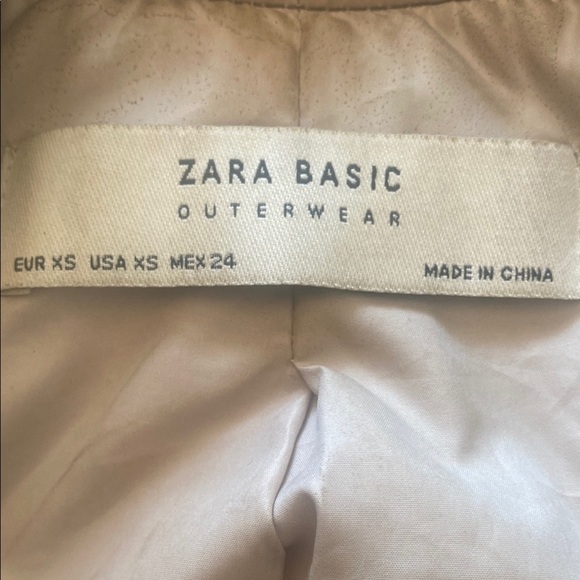 ZARA BASIC
OUTERWEAR
EUR XS USA XS MEX 24
MADE IN CHINA